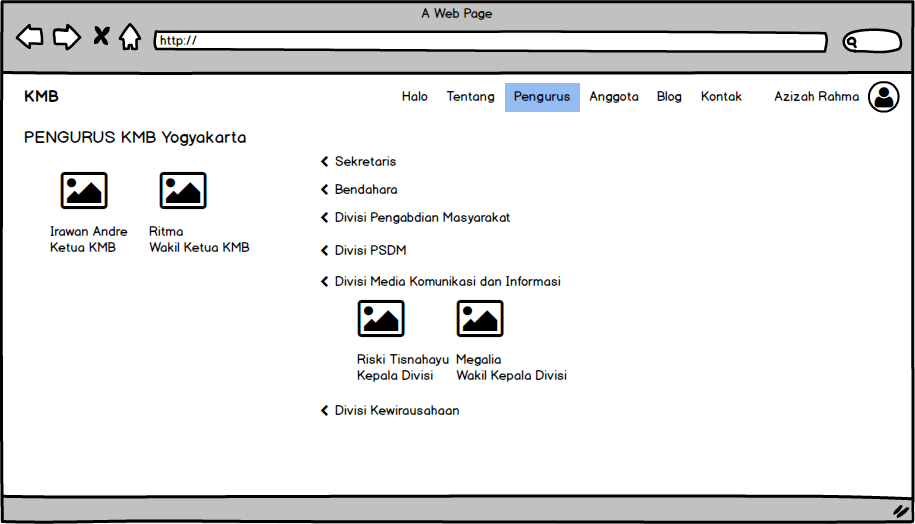 A Web Page
http://
KMB
Halo Tentang Pengurus Anggota Blog Kontak Azizah Rahma
PENGURUS KMB Yogyakarta
Irawan Andre
Ketua KMB
Ritma
Wakil Ketua KMB
Sekretaris
Bendahara
Divisi Pengabdian Masyarakat
Divisi PSDM
Divisi Media Komunikasi dan Informasi
Riski Tisnahayu
Kepala Divisi
Megalia
Wakil Kepala Divisi
Divisi Kewirausahaan